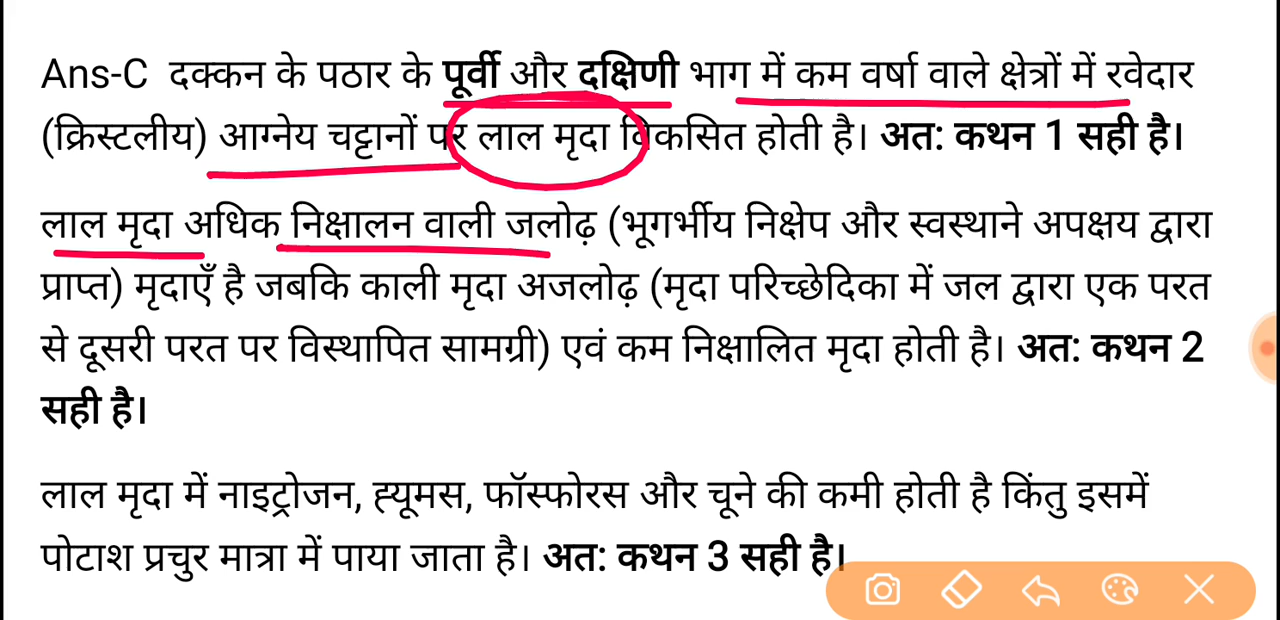 Ans-C दक्कन के पठार के पूर्वी और दक्षिणी भाग में कम वर्षा वाले क्षेत्रों में रवेदार
(क्रिस्टलीय) आग्नेय चट्टानों पर लाल मृदा विकसित होती है। अत: कथन 1 सही है।
लाल मृदा अधिक निक्षालन वाली जलोढ़ (भूगर्भीय निक्षेप और स्वस्थाने अपक्षय द्वारा
प्राप्त) मृदाएँ है जबकि काली मृदा अजलोढ़ (मृदा परिच्छेदिका में जल द्वारा एक परत
से दूसरी परत पर विस्थापित सामग्री) एवं कम निक्षालित मृदा होती है। अत: कथन 2
सही है।
लाल मृदा में नाइट्रोजन, ह्यूमस, फॉस्फोरस और चूने की कमी होती है किंतु इसमें
पोटाश प्रचुर मात्रा में पाया जाता है। अत: कथन 3 सही है।